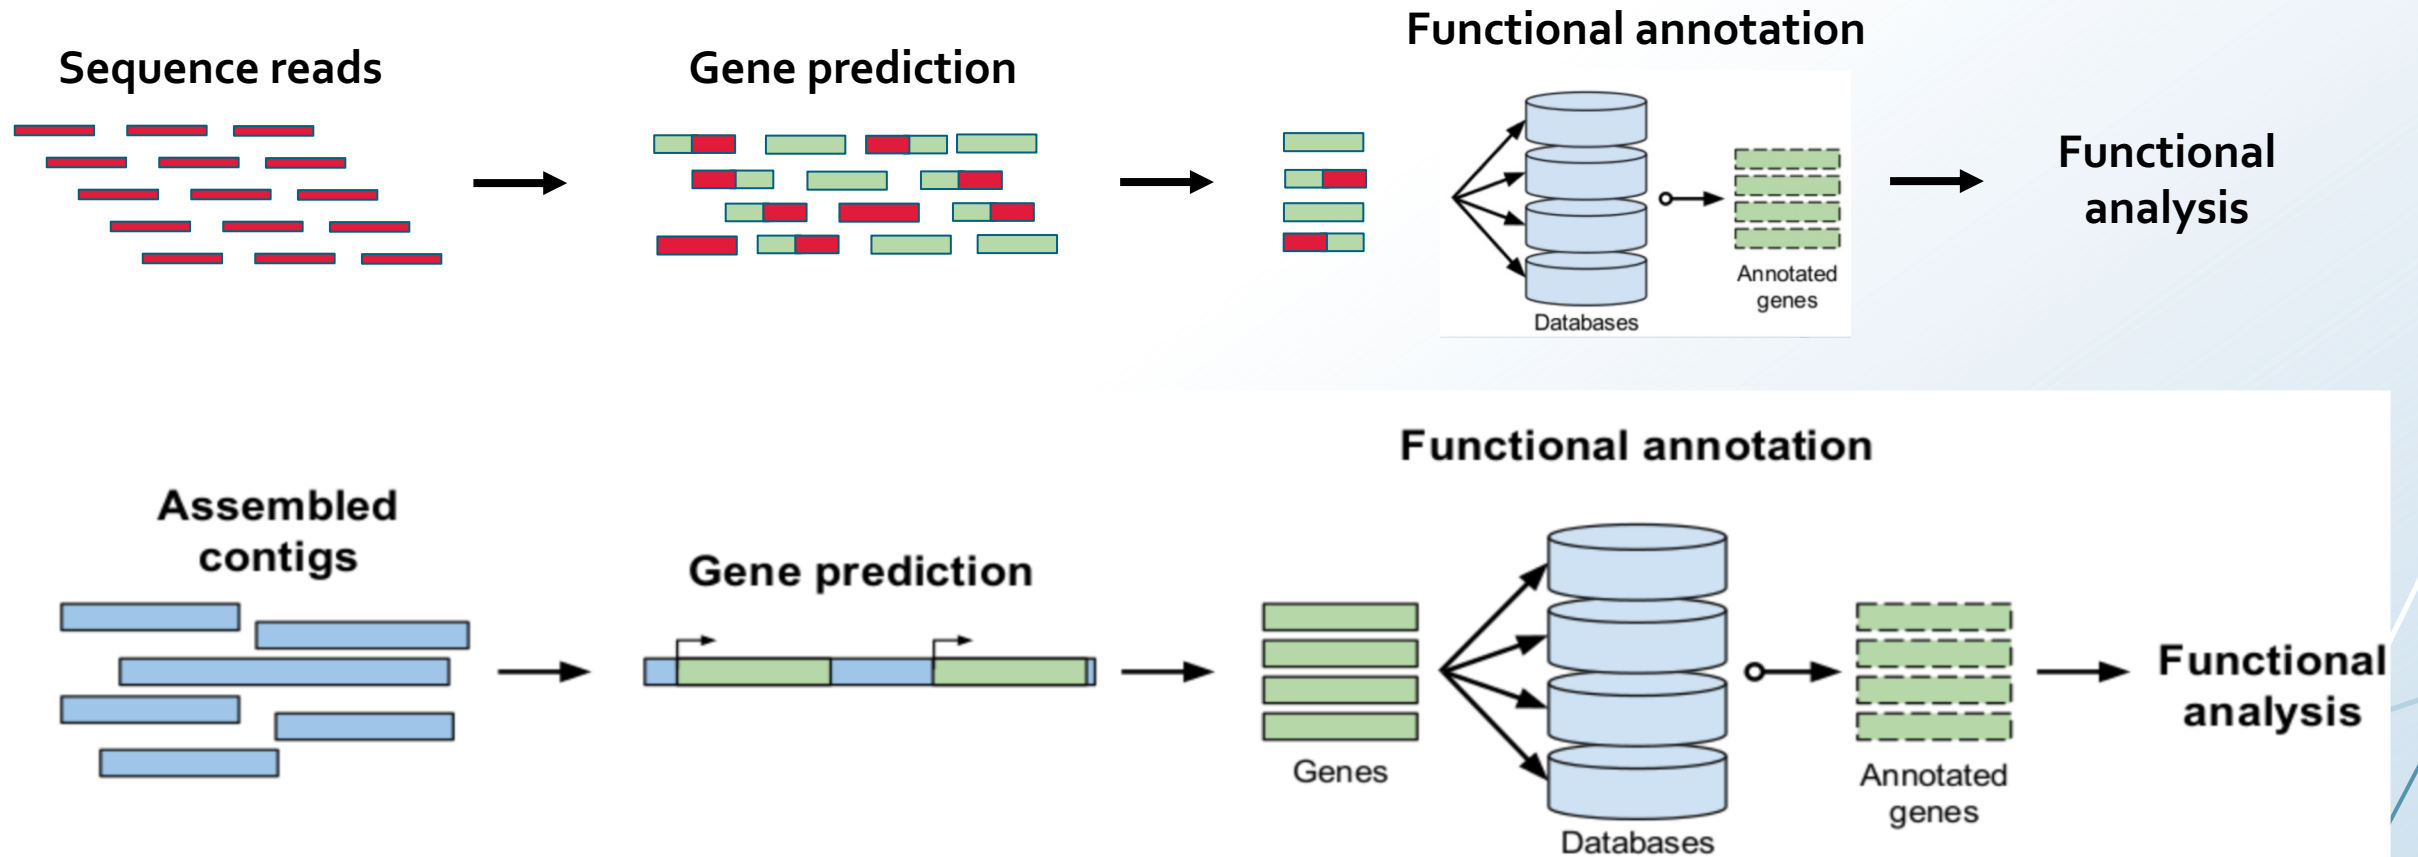 Sequence reads
Gene prediction
Functional annotation
Databases
Annotated
genes
Functional
analysis
Assembled
contigs
Gene prediction
Functional annotation
Genes
Databases
Annotated
genes
Functional
analysis